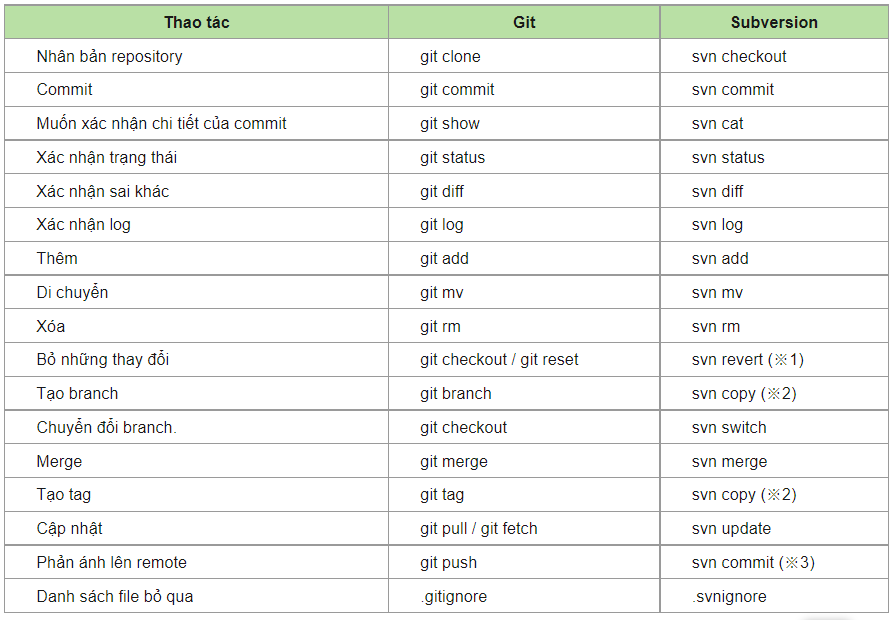 Thao tác Git Subversion
Nhân bản repository git clone svn checkout
Commit git commit svn commit
Muốn xác nhận chi tiết của commit git show svn cat
Xác nhận trạng thái git status svn status
Xác nhận sai khác git diff svn diff
Xác nhận log git log svn log
Thêm git add svn add
Di chuyển git mv svn mv
Xóa git rm svn rm
Bỏ những thay đổi git checkout / git reset svn revert (※1)
Tạo branch git branch svn copy (※2)
Chuyển đổi branch. git checkout svn switch
Merge git merge svn merge
Tạo tag git tag svn copy (※2)
Cập nhật git pull / git fetch svn update
Phản ánh lên remote git push svn commit (※3)
Danh sách file bỏ qua .gitignore .svnignore